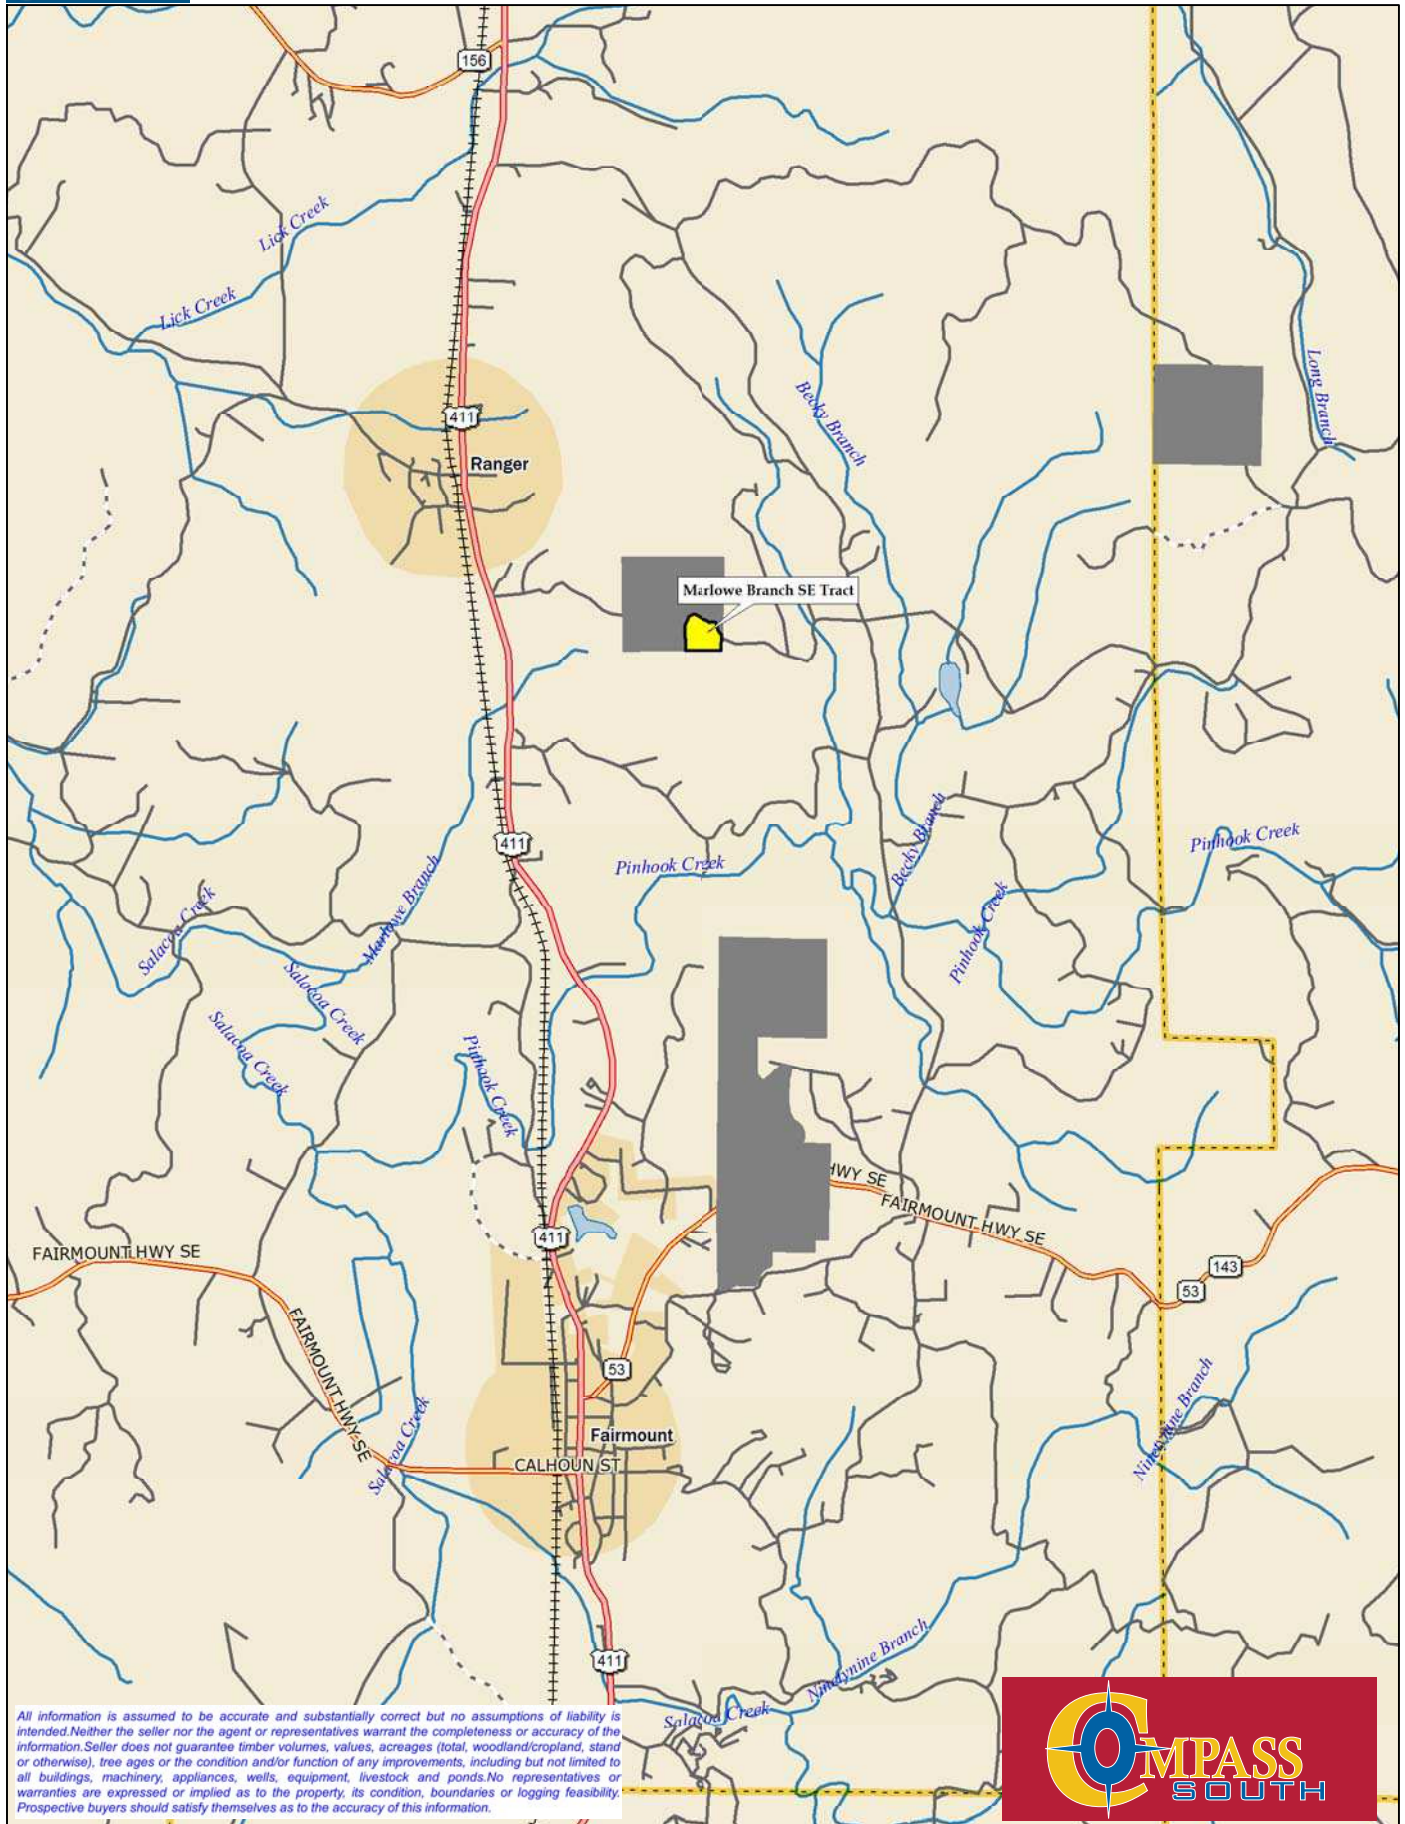 156
Lick Creek
Lick Creek
Long Branch
Becky Branch
411
Ranger
Marlowe Branch SE Tract
411
Pinhook Creek
Becky Branch
Pinhook Creek
Marlowe Branch
Salacoa Creek
Pinhook Creek
Salacoa Creek
Salacoa Creek
Pinhook Creek
HWY SE
FAIRMOUNT HWY SE
411
FAIRMOUNT HWY SE
143
53
FAIRMOUNT HWY SE
53
Ninetynine Branch
Salacoa Creek
Fairmount
CALHOUN ST
411
Ninetynine Branch
Salacoa Creek
All information is assumed to be accurate and substantially correct but no assumptions of liability is
intended.Neither the seller nor the agent or representatives warrant the completeness or accuracy of the
information.Seller does not guarantee timber volumes, values, acreages (total, woodland/cropland, stand
or otherwise), tree ages or the condition and/or function of any improvements, including but not limited to
all buildings, machinery, appliances, wells, equipment, livestock and ponds.No representatives or
warranties are expressed or implied as to the property, its condition, boundaries or logging feasibility.
Prospective buyers should satisfy themselves as to the accuracy of this information.
COMPASS
SOUTH